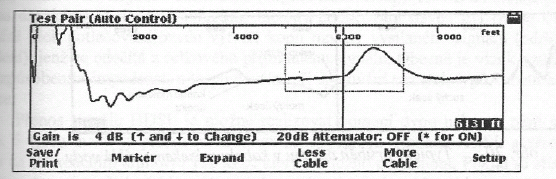 Test Pair (Auto Control)
0 2000 4000 6000 8000 feet
6131 ft
Gain is 4 dB (↑ and ↓ to Change) 20dB Attenuator: OFF (* for ON)
Save/ Print Marker Expand Less Cable More Cable Setup